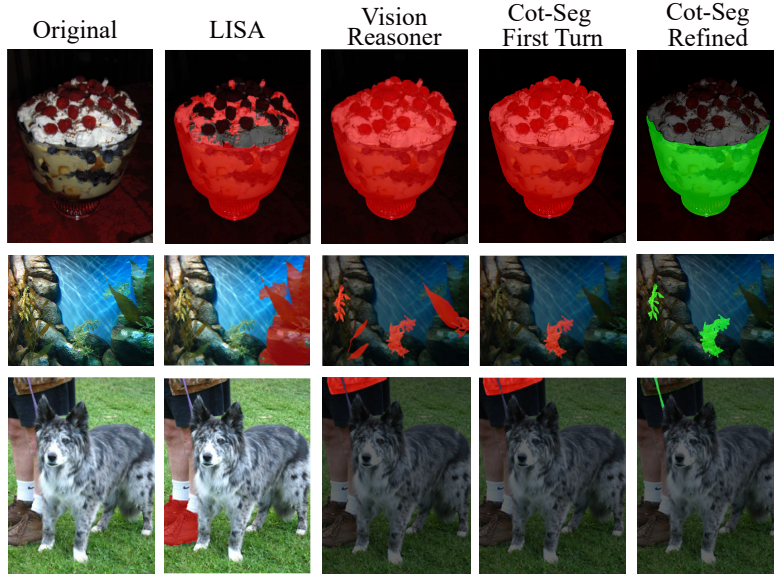 Original
LISA
Vision
Reasoner
Cot-Seg
First Turn
Cot-Seg
Refined